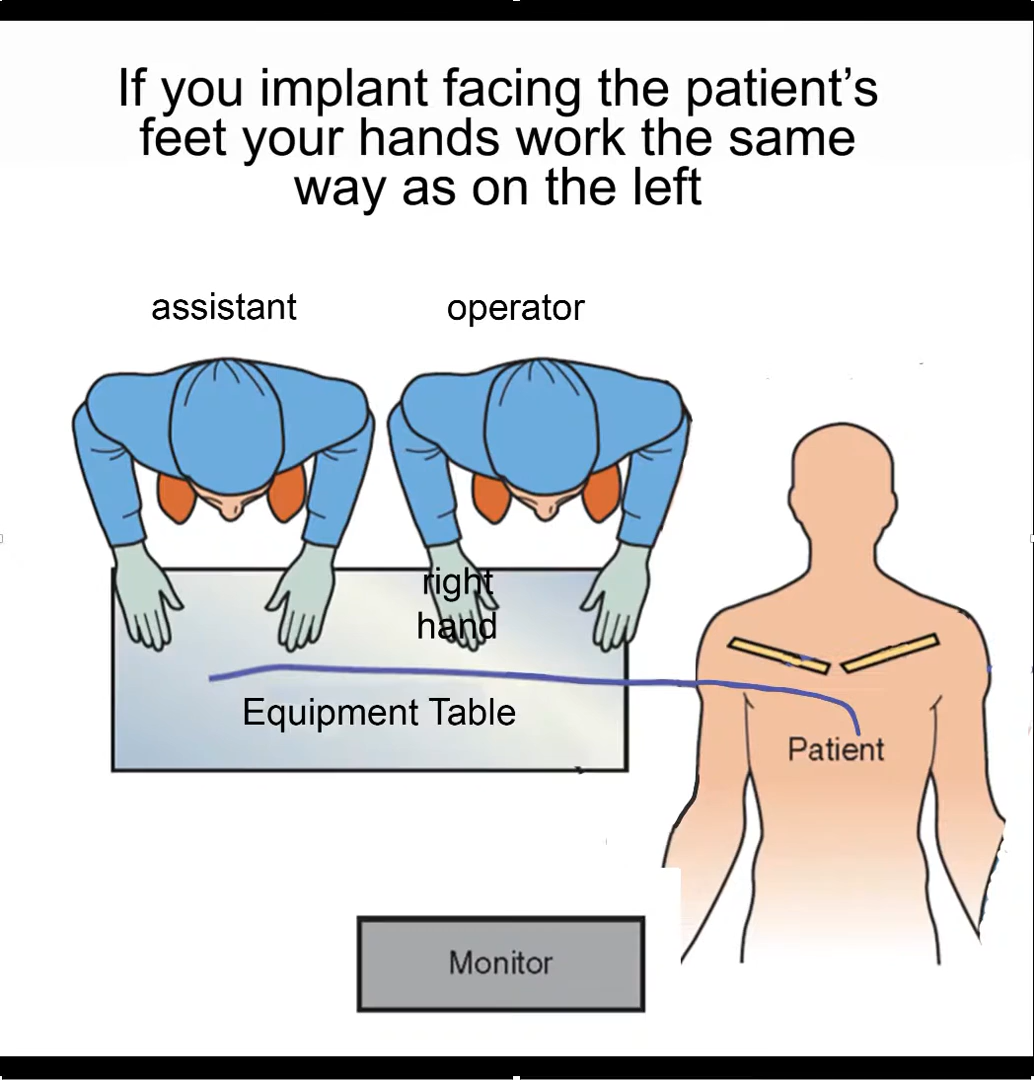 If you implant facing the patient’s
feet your hands work the same
way as on the left
assistant
operator
right
hand
Equipment Table
Patient
Monitor